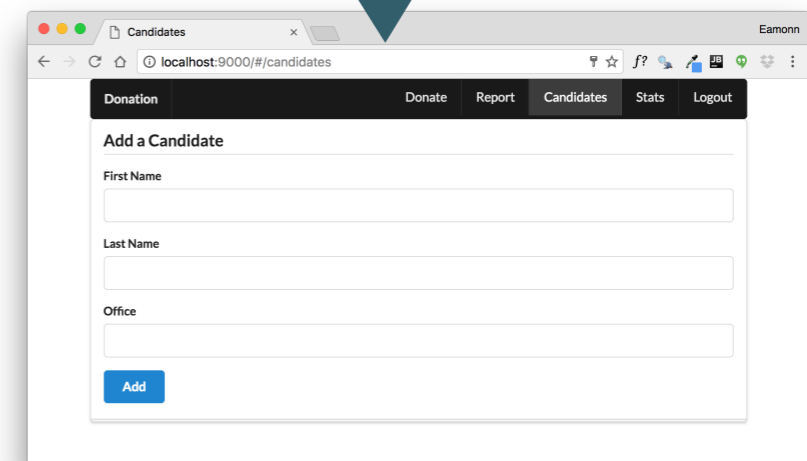 Candidates
Eamonn
localhost:9000/#/candidates
f?
JB
Donation Donate Report Candidates Stats Logout
Add a Candidate
First Name
Last Name
Office
Add